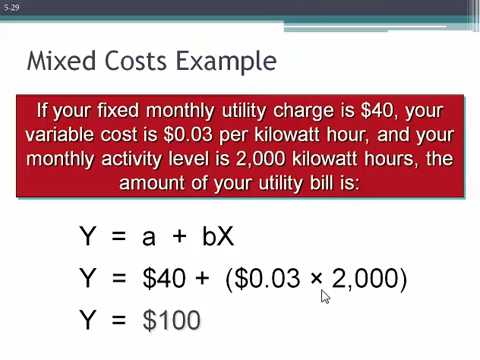 5-29
Mixed Costs Example
If your fixed monthly utility charge is $40, your
variable cost is $0.03 per kilowatt hour, and your
monthly activity level is 2,000 kilowatt hours, the
amount of your utility bill is:
Y = a + bX
Y = $40 + ($0.03 × 2,000)
Y = $100